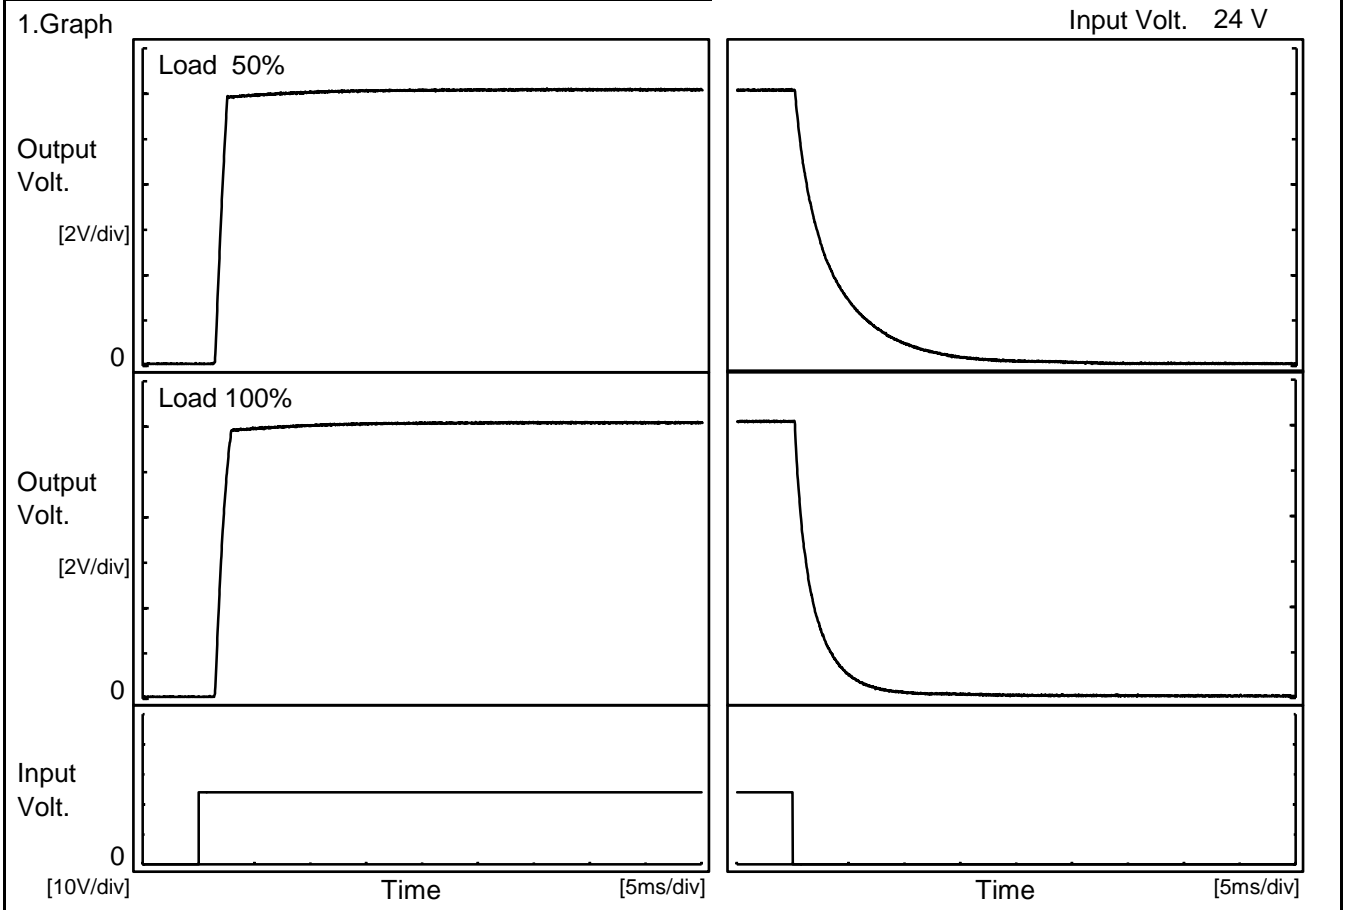 1.Graph
Input Volt. 24 V
Load 50%
Output
Volt.
[2V/div]
0
Load 100%
Output
Volt.
[2V/div]
0
Input
Volt.
0
[10V/div]
Time
[5ms/div]
Time
[5ms/div]